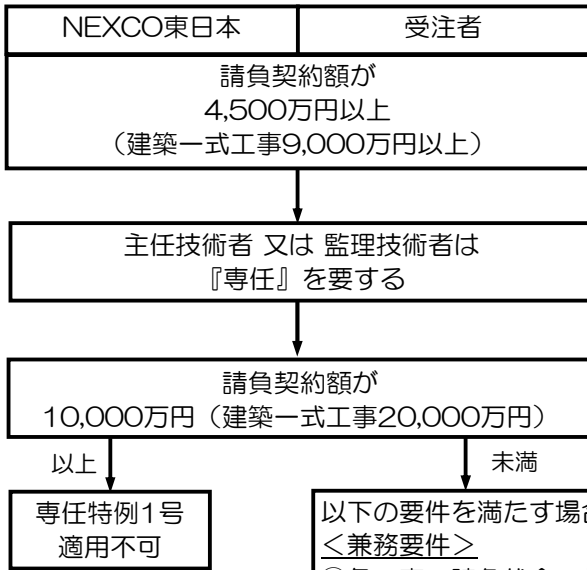 NEXCO東日本
受注者
請負契約額が
4,500万円以上
（建築一式工事9,000万円以上）
主任技術者 又は 監理技術者は
『専任』を要する
請負契約額が
10,000万円（建築一式工事20,000万円）
以上
未満
専任特例1号
適用不可
以下の要件を満たす場合
<兼務要件>